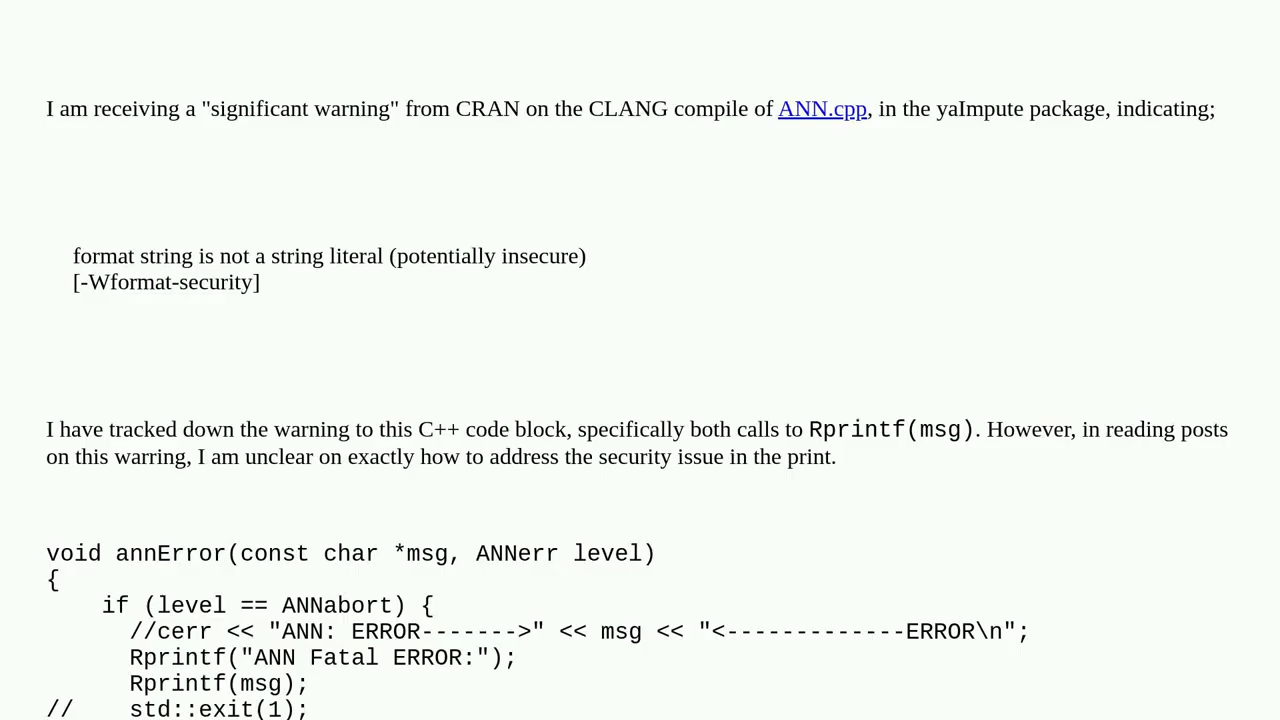 I am receiving a "significant warning" from CRAN on the CLANG compile of ANN.cpp, in the yaImpute package, indicating;
format string is not a string literal (potentially insecure)
[-Wformat-security]
I have tracked down the warning to this C++ code block, specifically both calls to Rprintf(msg). However, in reading posts
on this warring, I am unclear on exactly how to address the security issue in the print.
void annError(const char *msg, ANNerr level)
{
    if (level == ANNabort) {
      //cerr << "ANN: ERROR------->" << msg << "<-------------ERROR\n";
      Rprintf("ANN Fatal ERROR:");
      Rprintf(msg);
//    std::exit(1);